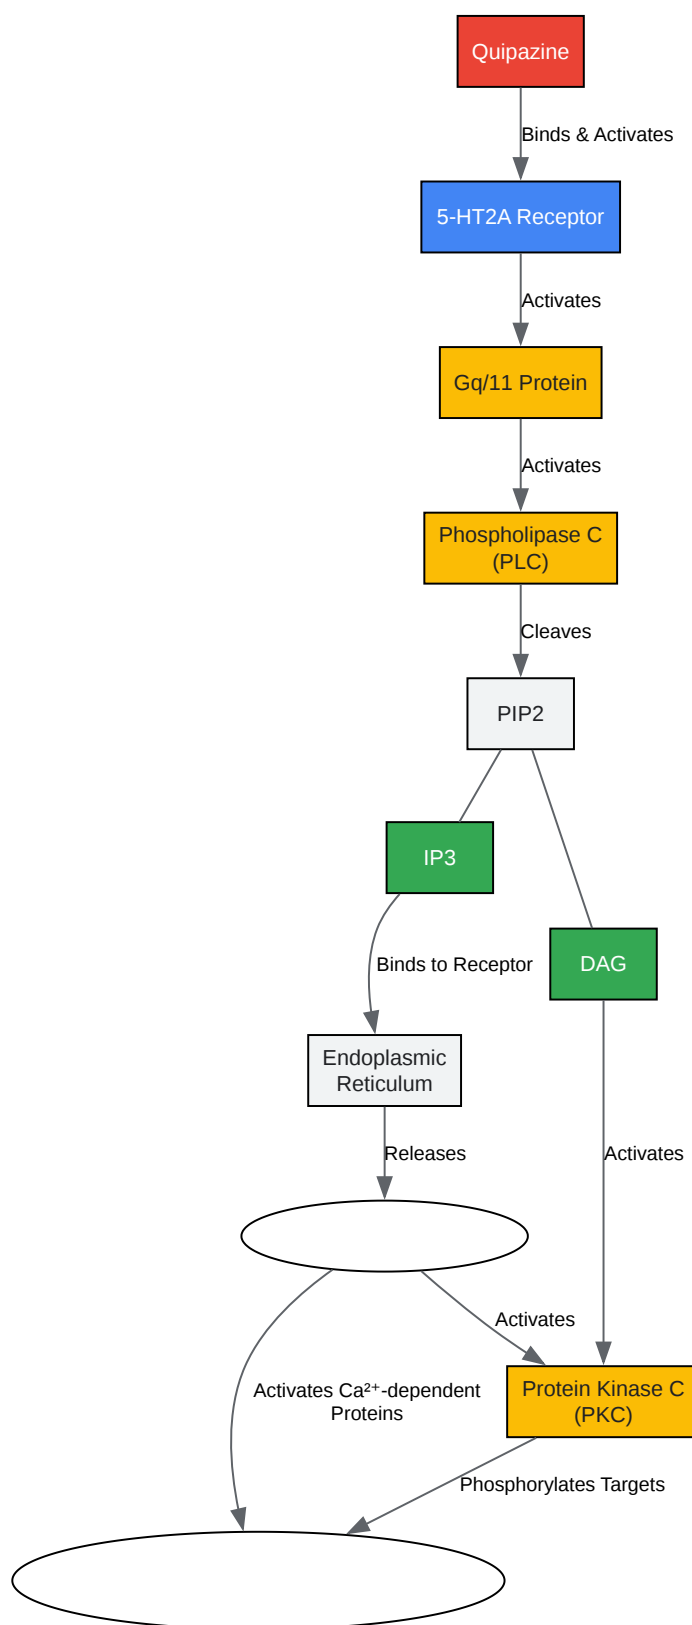 Quipazine
Binds & Activates
5-HT2A Receptor
Activates
Gq/11 Protein
Activates
Phospholipase C
(PLC)
Cleaves
PIP2
IP3
DAG
Binds to Receptor
Endoplasmic
Reticulum
Releases
Activates
Activates
Protein Kinase C
(PKC)
Activates Ca²⁺-dependent
Proteins
Phosphorylates Targets